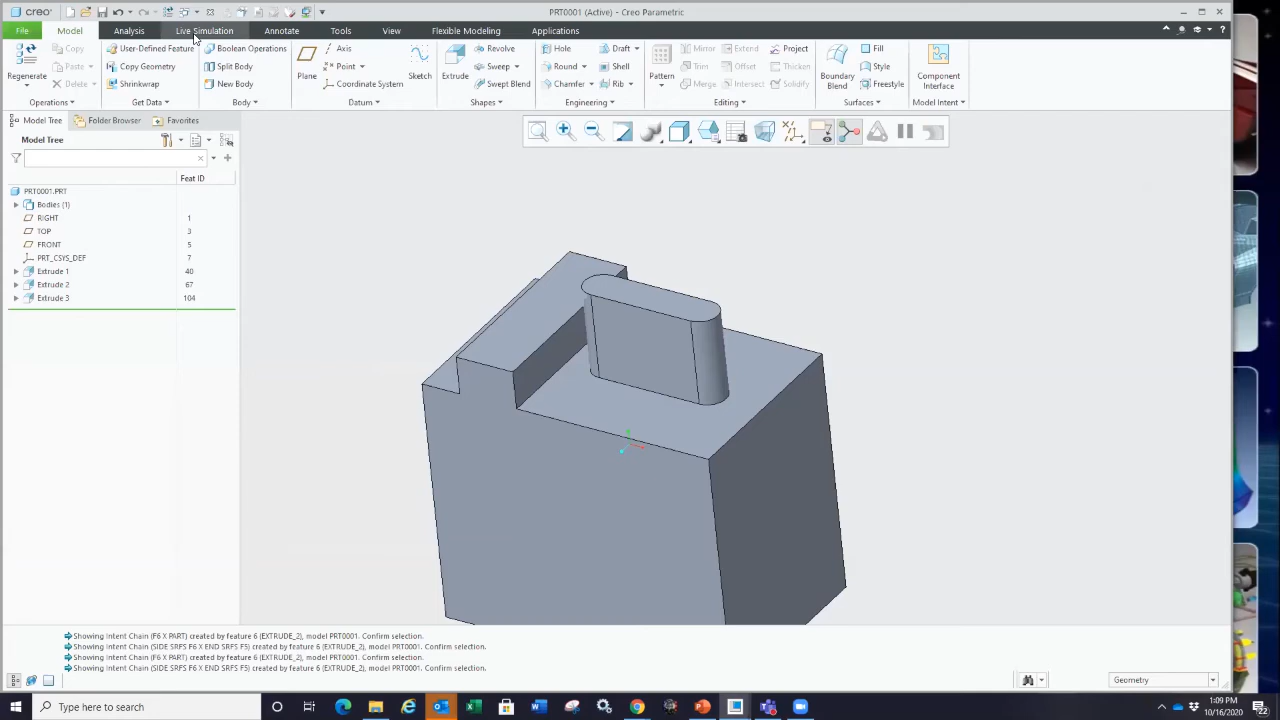 creo
PRT0001 (Active) - Creo Parametric
File
Model
Analysis
Live Simulation
Annotate
Tools
View
Flexible Modeling
Applications
Regenerate
Copy
Paste
Delete
Operations
User-Defined Feature
Copy Geometry
Shrinkwrap
Get Data
Boolean Operations
Split Body
New Body
Body
Plane
Axis
Point
Coordinate System
Sketch
Datum
Extrude
Revolve
Sweep
Swept Blend
Shapes
Hole
Round
Chamfer
Draft
Shell
Rib
Engineering
Pattern
Mirror
Trim
Merge
Extend
Offset
Intersect
Project
Thicken
Solidify
Editing
Boundary
Blend
Fill
Style
Freestyle
Surfaces
Component
Interface
Model Intent
Model Tree
Folder Browser
Favorites
Model Tree
Feat ID
PRT0001.PRT
Bodies (1)
RIGHT 1
TOP 3
FRONT 5
PRT_CSYS_DEF 7
Extrude 1 40
Extrude 2 67
Extrude 3 104
Showing Intent Chain (F6 X PART) created by feature 6 (EXTRUDE_2), model PRT0001. Confirm selection.
Showing Intent Chain (SIDE SRFS F6 X END SRFS F5) created by feature 6 (EXTRUDE_2), model PRT0001. Confirm selection.
Showing Intent Chain (F6 X PART) created by feature 6 (EXTRUDE_2), model PRT0001. Confirm selection.
Showing Intent Chain (SIDE SRFS F6 X END SRFS F5) created by feature 6 (EXTRUDE_2), model PRT0001. Confirm selection.
Geometry
Type here to search
1:09 PM
10/16/2020
22